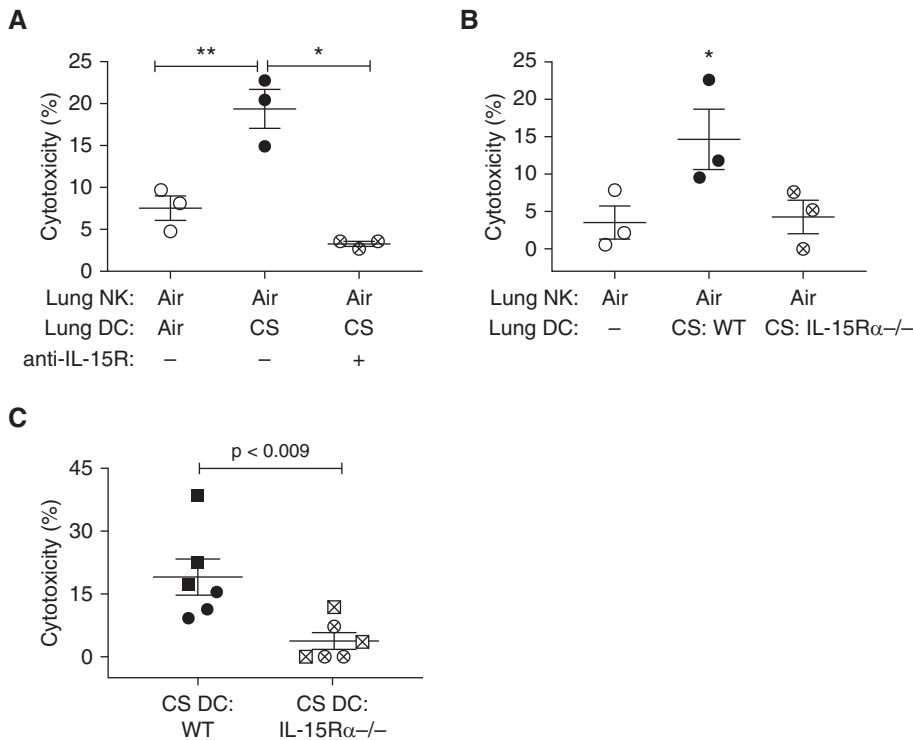 A
** *
25
20
15
10
5
0
Cytotoxicity (%)
Lung NK: Air Air Air
Lung DC: Air CS CS
anti-IL-15R: – – +
B
*
25
20
15
10
5
0
Cytotoxicity (%)
Lung NK: Air Air Air
Lung DC: – CS: WT CS: IL-15Rα−/−
C
p < 0.009
45
30
15
0
Cytotoxicity (%)
CS DC: CS DC:
WT IL-15Rα−/−